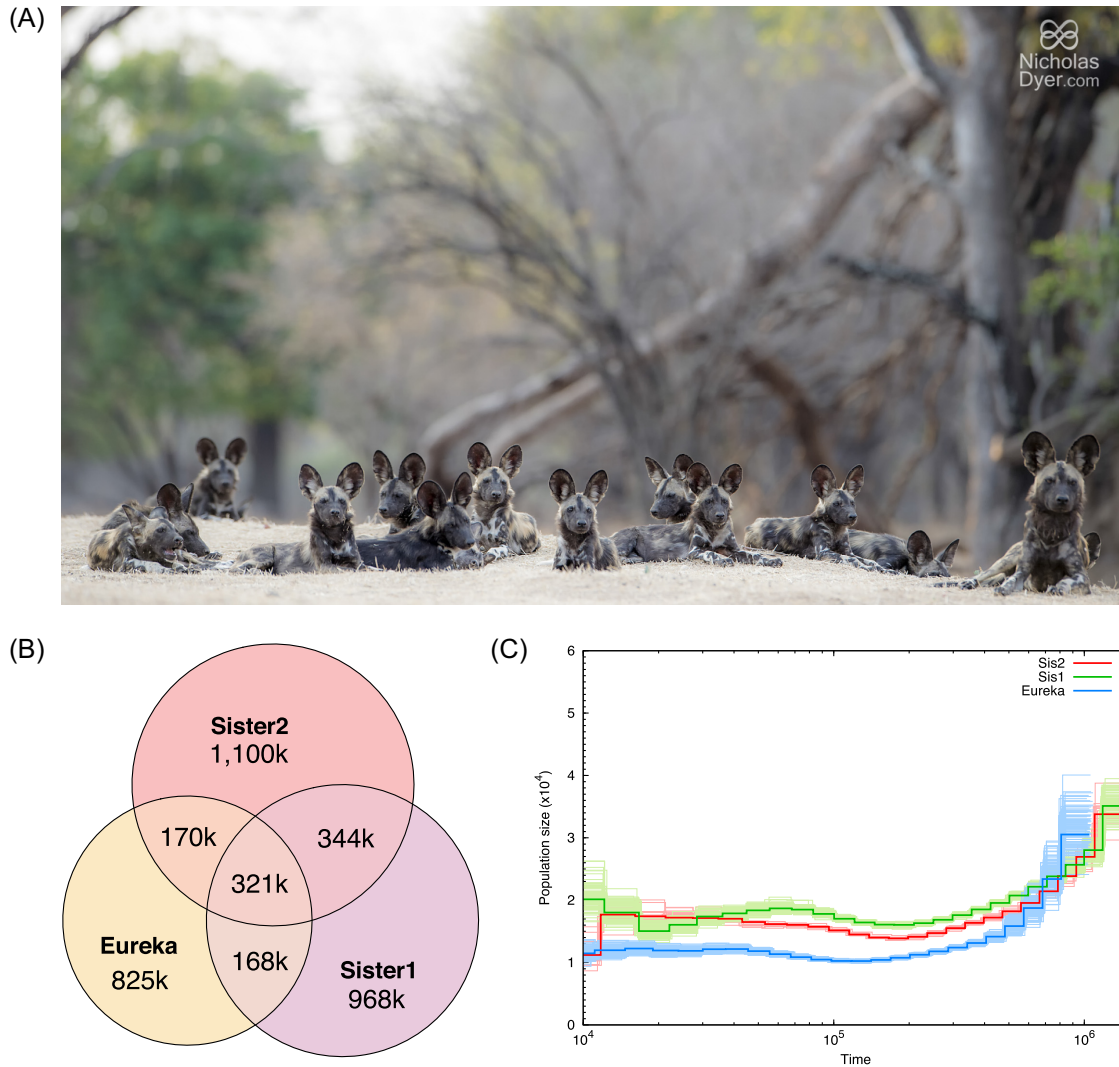 (A)
Nicholas
Dyer.com
(B)
Sister2
1,100k
170k
344k
321k
Eureka
825k
168k
Sister1
968k
(C)
Sis2
Sis1
Eureka
6
5
4
3
2
1
0
Population size (x10⁴)
10⁴
10⁵
10⁶
Time